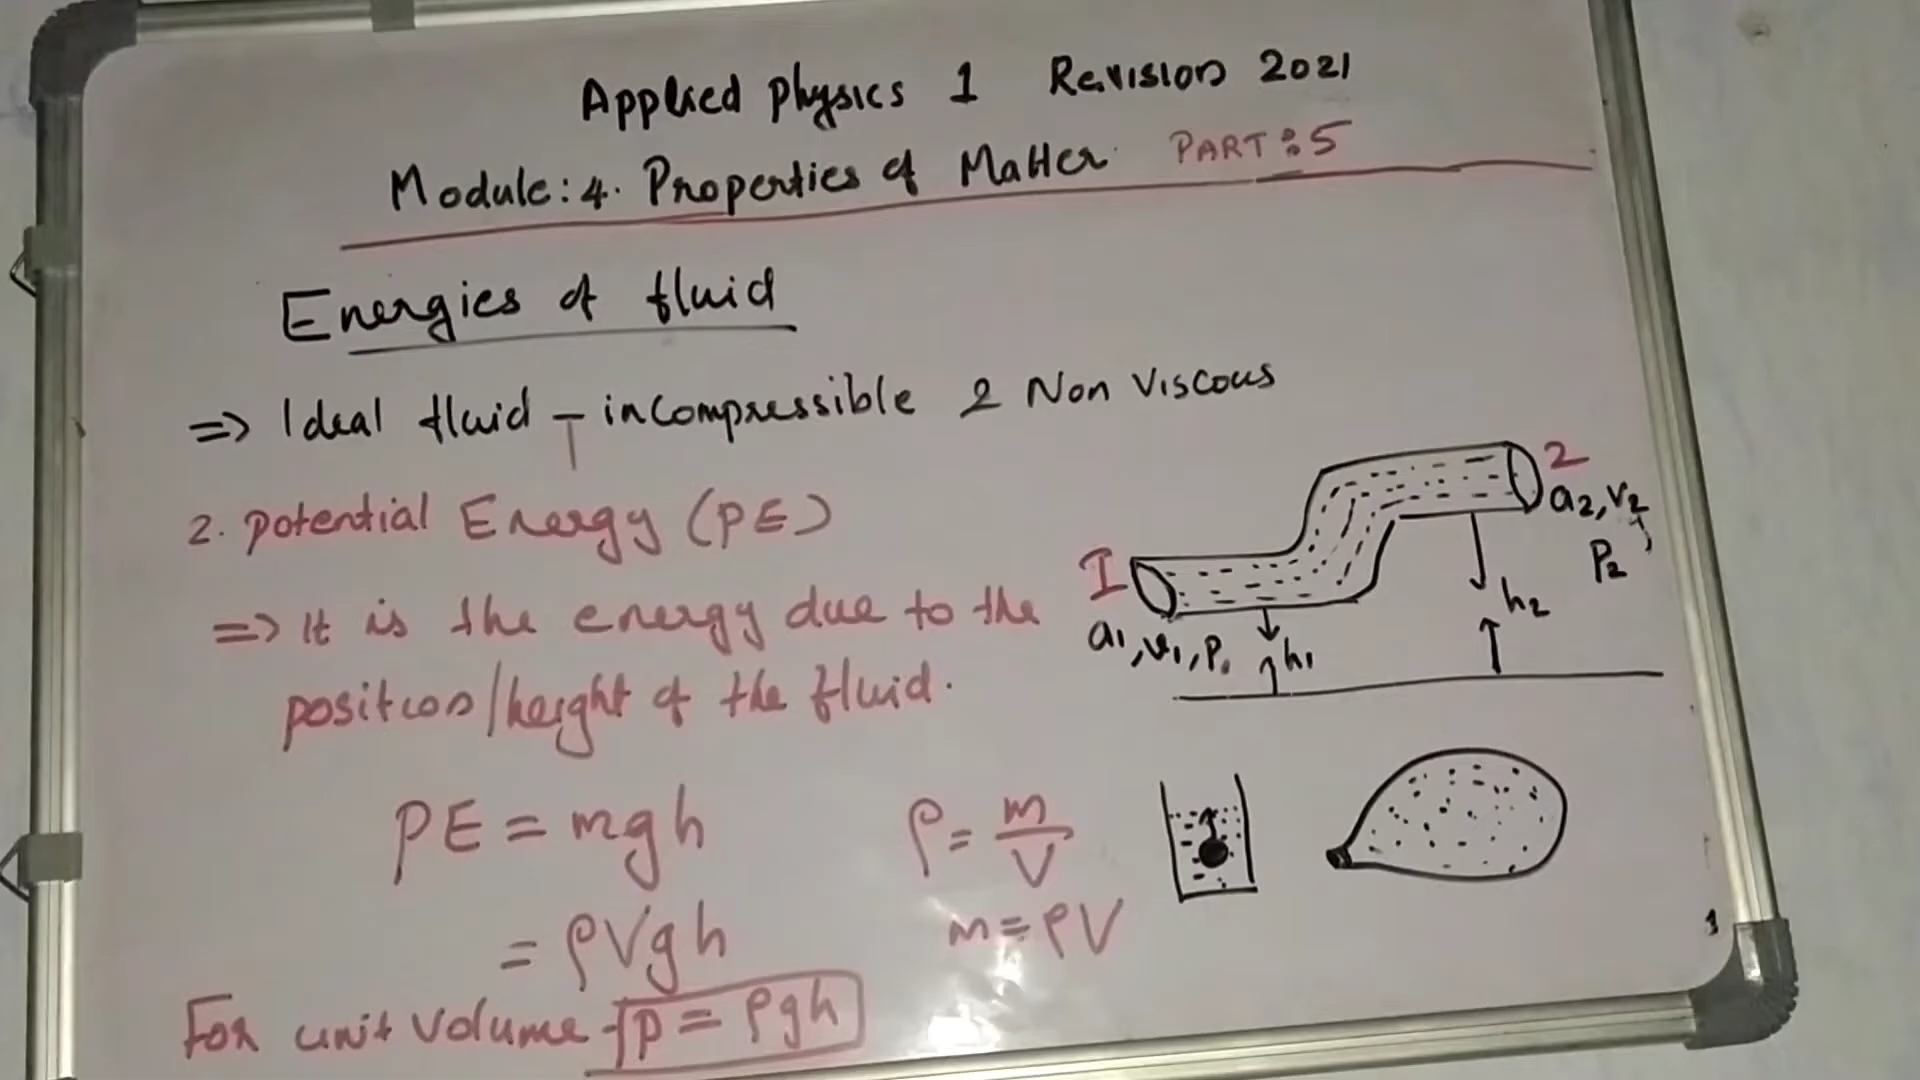 Applied physics 1 Revision 2021
Module: 4. Properties of Matter PART: 5
Energies of fluid
=> Ideal fluid - incompressible & Non Viscous
2. potential Energy (PE)
=> It is the energy due to the
position/height of the fluid.
PE = mgh
= ρVgh
For unit volume - p = ρgh
ρ = m/V
m = ρV
1
a1, v1, P1
h1
2
a2, v2
P2
h2
1